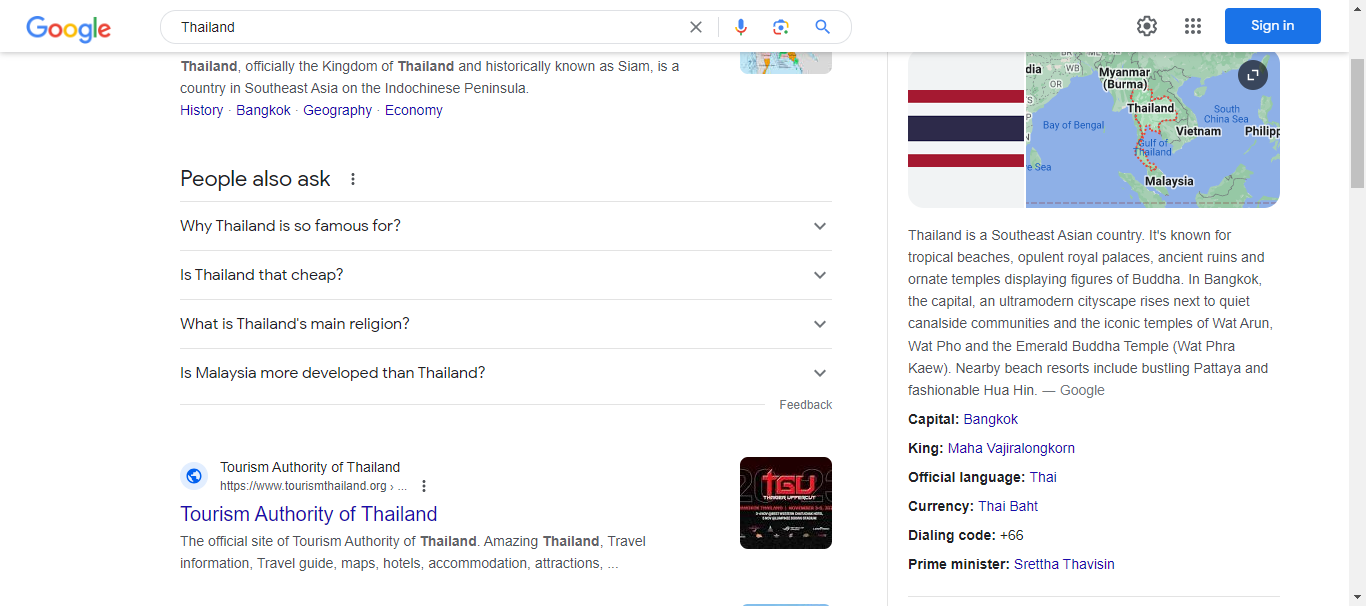 Google
Thailand
Sign in
Thailand, officially the Kingdom of Thailand and historically known as Siam, is a
country in Southeast Asia on the Indochinese Peninsula.
History · Bangkok · Geography · Economy
People also ask
Why Thailand is so famous for?
Is Thailand that cheap?
What is Thailand's main religion?
Is Malaysia more developed than Thailand?
Feedback
Tourism Authority of Thailand
https://www.tourismthailand.org › ...
Tourism Authority of Thailand
The official site of Tourism Authority of Thailand. Amazing Thailand, Travel
information, Travel guide, maps, hotels, accommodation, attractions, ...
TGU
THAIGER UPPERCUT
dia
WB
OR
Myanmar
(Burma)
Thailand
Bay of Bengal
South
China Sea
Vietnam
Philipp
Gulf of
Thailand
e Sea
Malaysia
Thailand is a Southeast Asian country. It's known for
tropical beaches, opulent royal palaces, ancient ruins and
ornate temples displaying figures of Buddha. In Bangkok,
the capital, an ultramodern cityscape rises next to quiet
canalside communities and the iconic temples of Wat Arun,
Wat Pho and the Emerald Buddha Temple (Wat Phra
Kaew). Nearby beach resorts include bustling Pattaya and
fashionable Hua Hin. — Google
Capital: Bangkok
King: Maha Vajiralongkorn
Official language: Thai
Currency: Thai Baht
Dialing code: +66
Prime minister: Srettha Thavisin